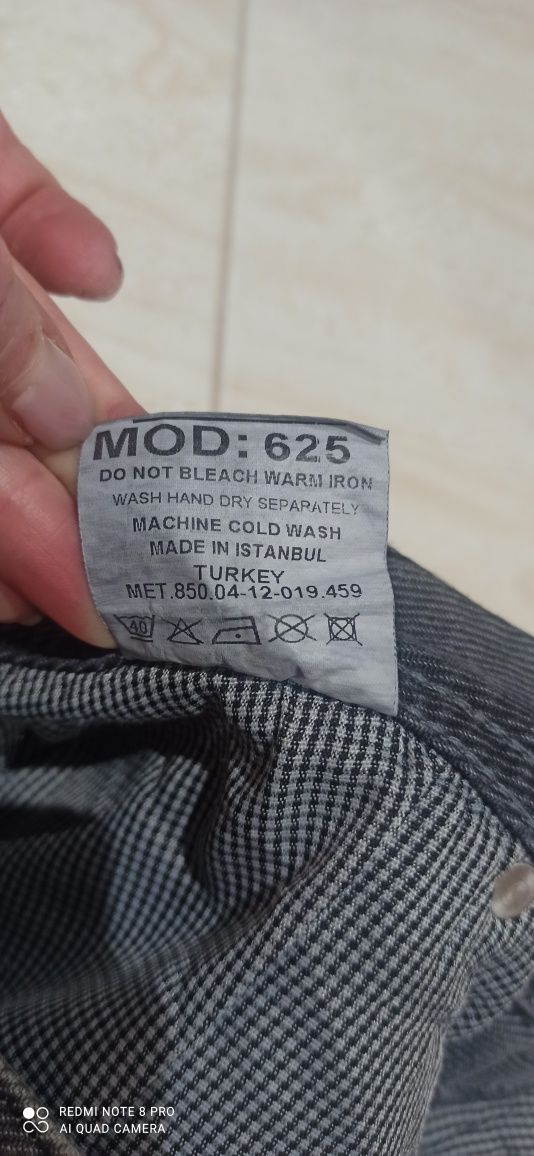 MOD: 625
DO NOT BLEACH WARM IRON
WASH HAND DRY SEPARATELY
MACHINE COLD WASH
MADE IN ISTANBUL
TURKEY
MET.850.04-12-019.459
40
REDMI NOTE 8 PRO
AI QUAD CAMERA